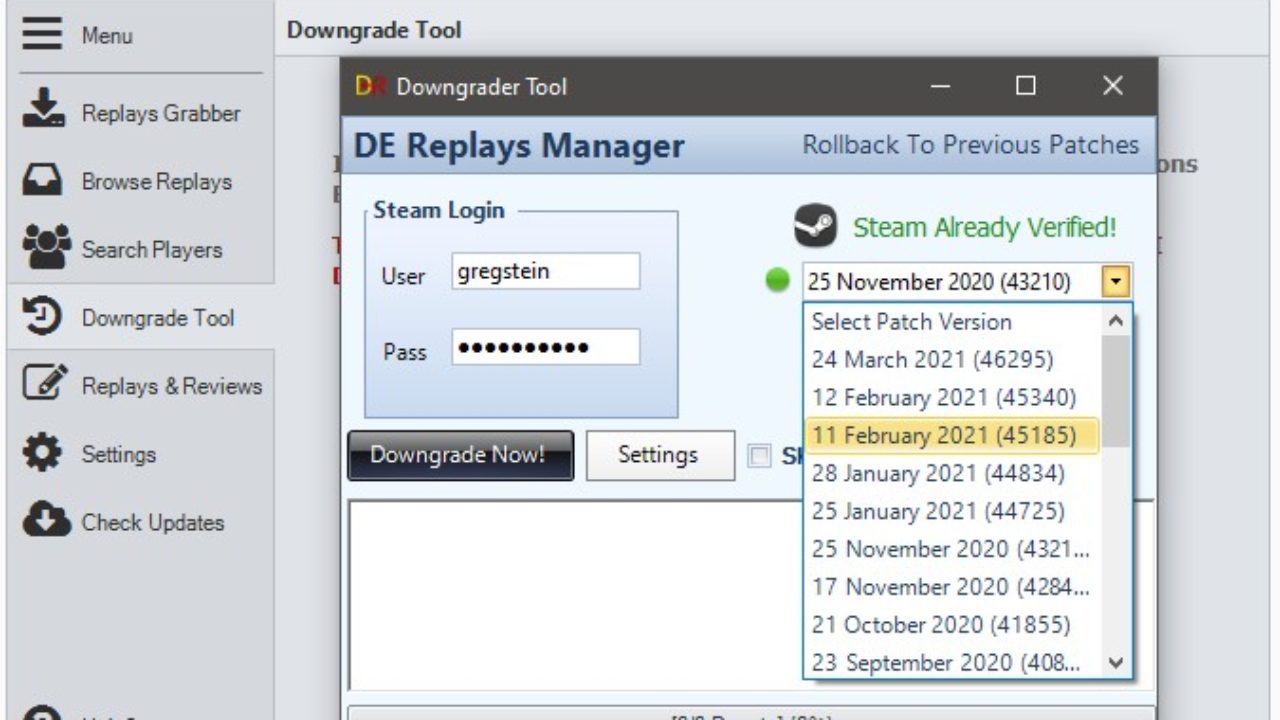 Menu
Replays Grabber
Browse Replays
Search Players
Downgrade Tool
Replays & Reviews
Settings
Check Updates
Downgrade Tool
DR Downgrader Tool
DE Replays Manager
Rollback To Previous Patches
Steam Login
User
gregstein
Pass
••••••••••
Steam Already Verified!
25 November 2020 (43210)
Select Patch Version
24 March 2021 (46295)
12 February 2021 (45340)
11 February 2021 (45185)
28 January 2021 (44834)
25 January 2021 (44725)
25 November 2020 (4321...
17 November 2020 (4284...
21 October 2020 (41855)
23 September 2020 (408...
Downgrade Now!
Settings